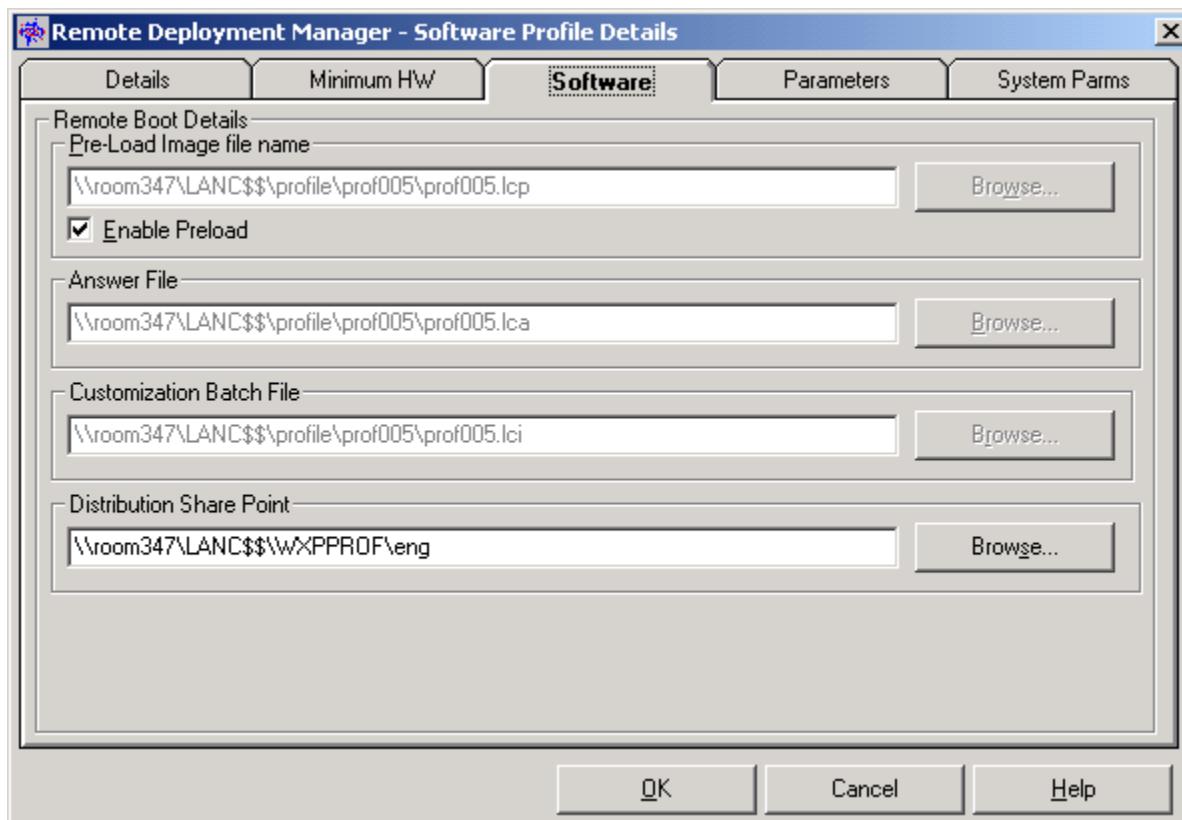 Remote Deployment Manager - Software Profile Details
Details Minimum HW Software Parameters System Parms
Remote Boot Details
Pre-Load Image file name
\\room347\LANC$$\profile\prof005\prof005.lcp Browse...
Enable Preload
Answer File
\\room347\LANC$$\profile\prof005\prof005.lca Browse...
Customization Batch File
\\room347\LANC$$\profile\prof005\prof005.lci Browse...
Distribution Share Point
\\room347\LANC$$\WXPPROF\eng Browse...
OK Cancel Help